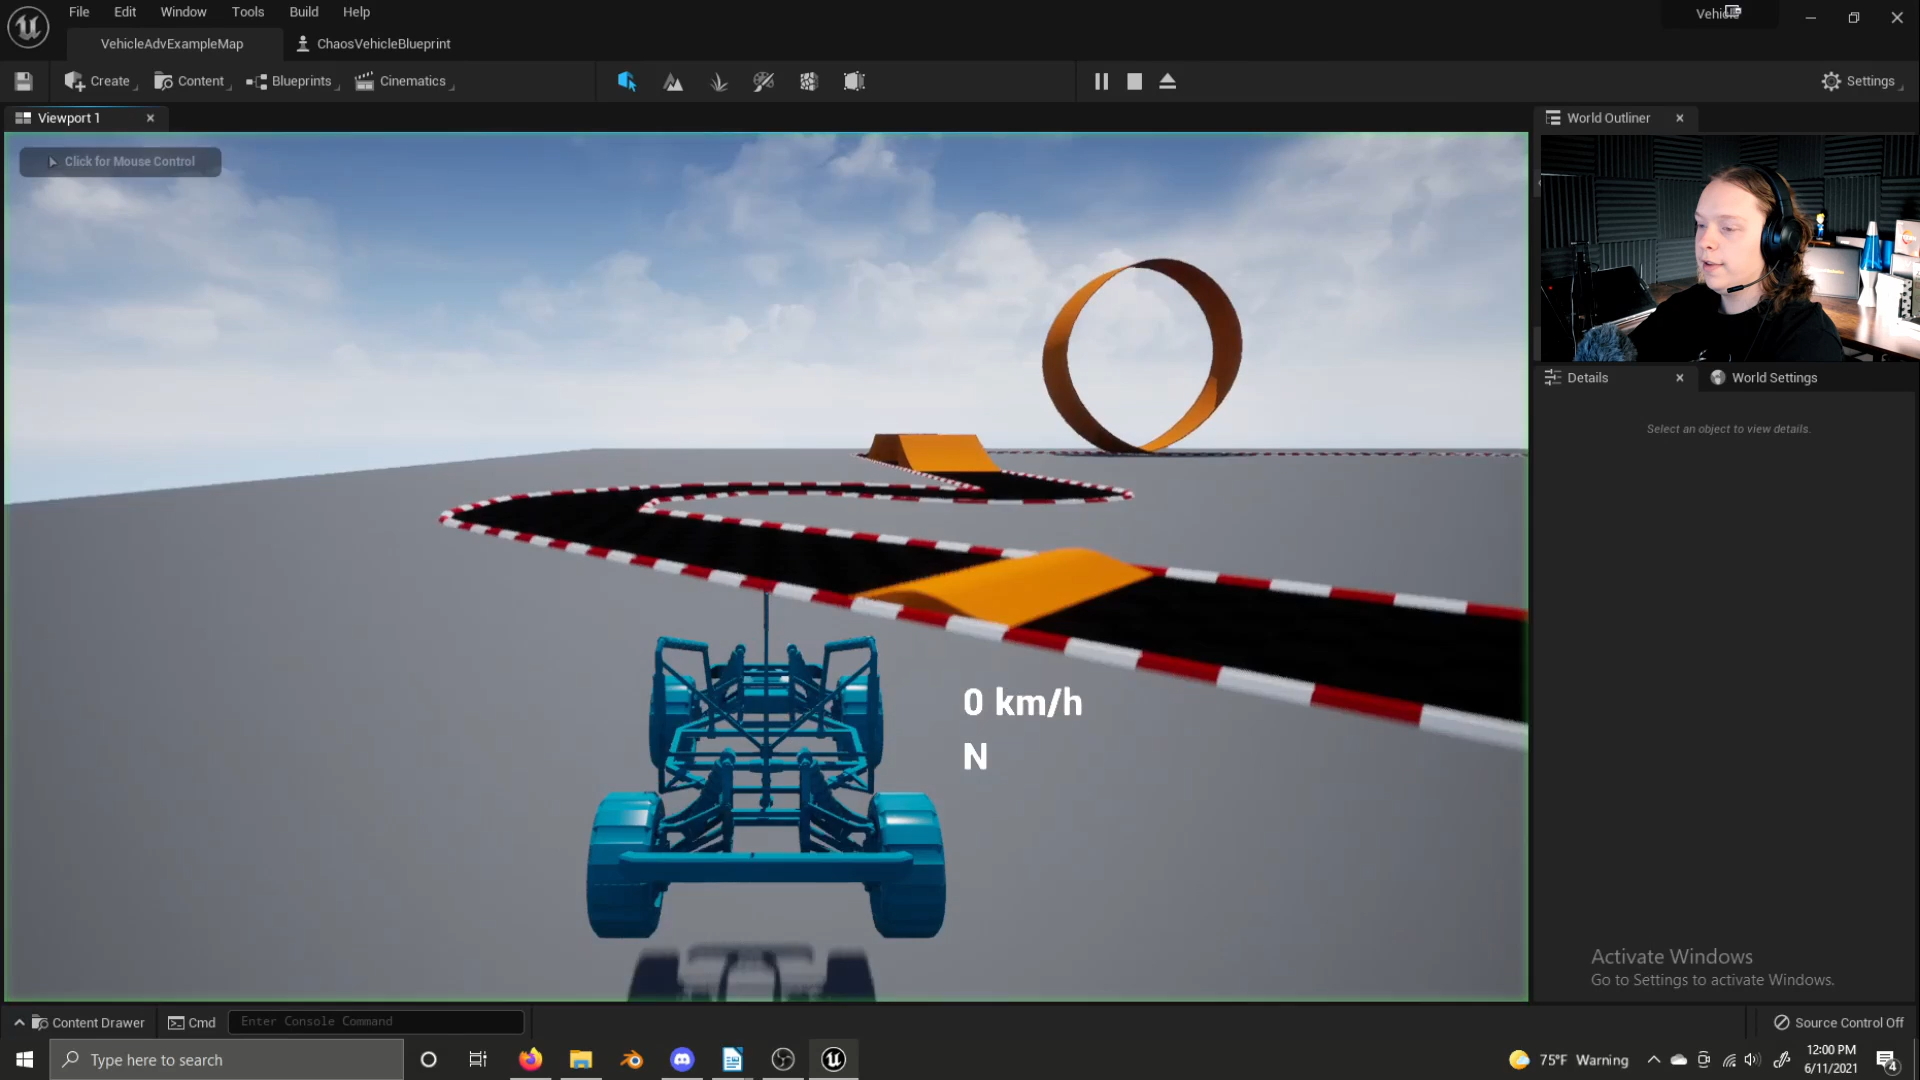 File Edit Window Tools Build Help
VehicleAdvExampleMap
ChaosVehicleBlueprint
Create
Content
Blueprints
Cinematics
Settings
Viewport 1
World Outliner
Click for Mouse Control
Details
World Settings
Select an object to view details.
0 km/h
N
Activate Windows
Go to Settings to activate Windows.
Content Drawer
Cmd
Enter Console Command
Source Control Off
Type here to search
75°F Warning
12:00 PM
6/11/2021
4